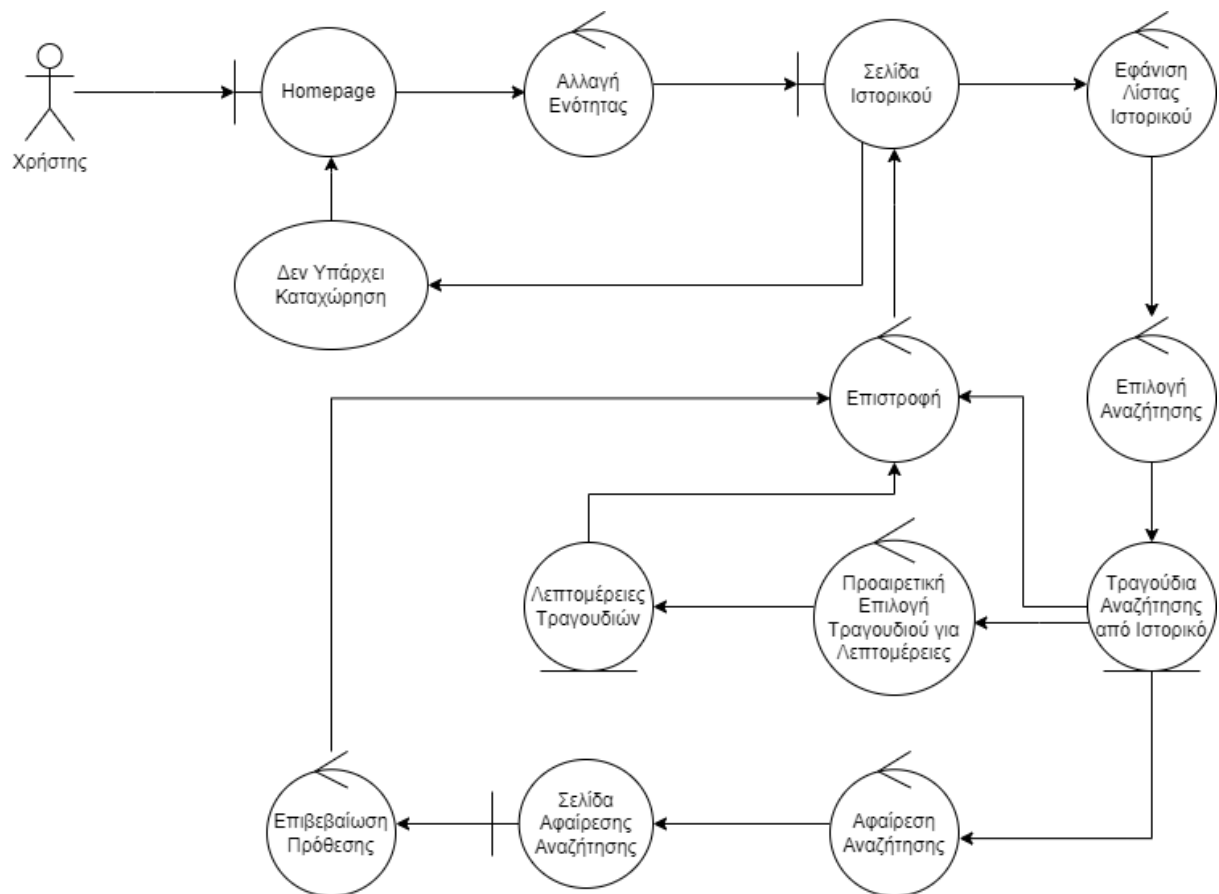 Χρήστης
Homepage
Αλλαγή
Ενότητας
Σελίδα
Ιστορικού
Εφάνιση
Λίστας
Ιστορικού
Δεν Υπάρχει
Καταχώρηση
Επιστροφή
Επιλογή
Αναζήτησης
Λεπτομέρειες
Τραγουδιών
Προαιρετική
Επιλογή
Τραγουδιού για
Λεπτομέρειες
Τραγούδια
Αναζήτησης
από Ιστορικό
Επιβεβαίωση
Πρόθεσης
Σελίδα
Αφαίρεσης
Αναζήτησης
Αφαίρεση
Αναζήτησης